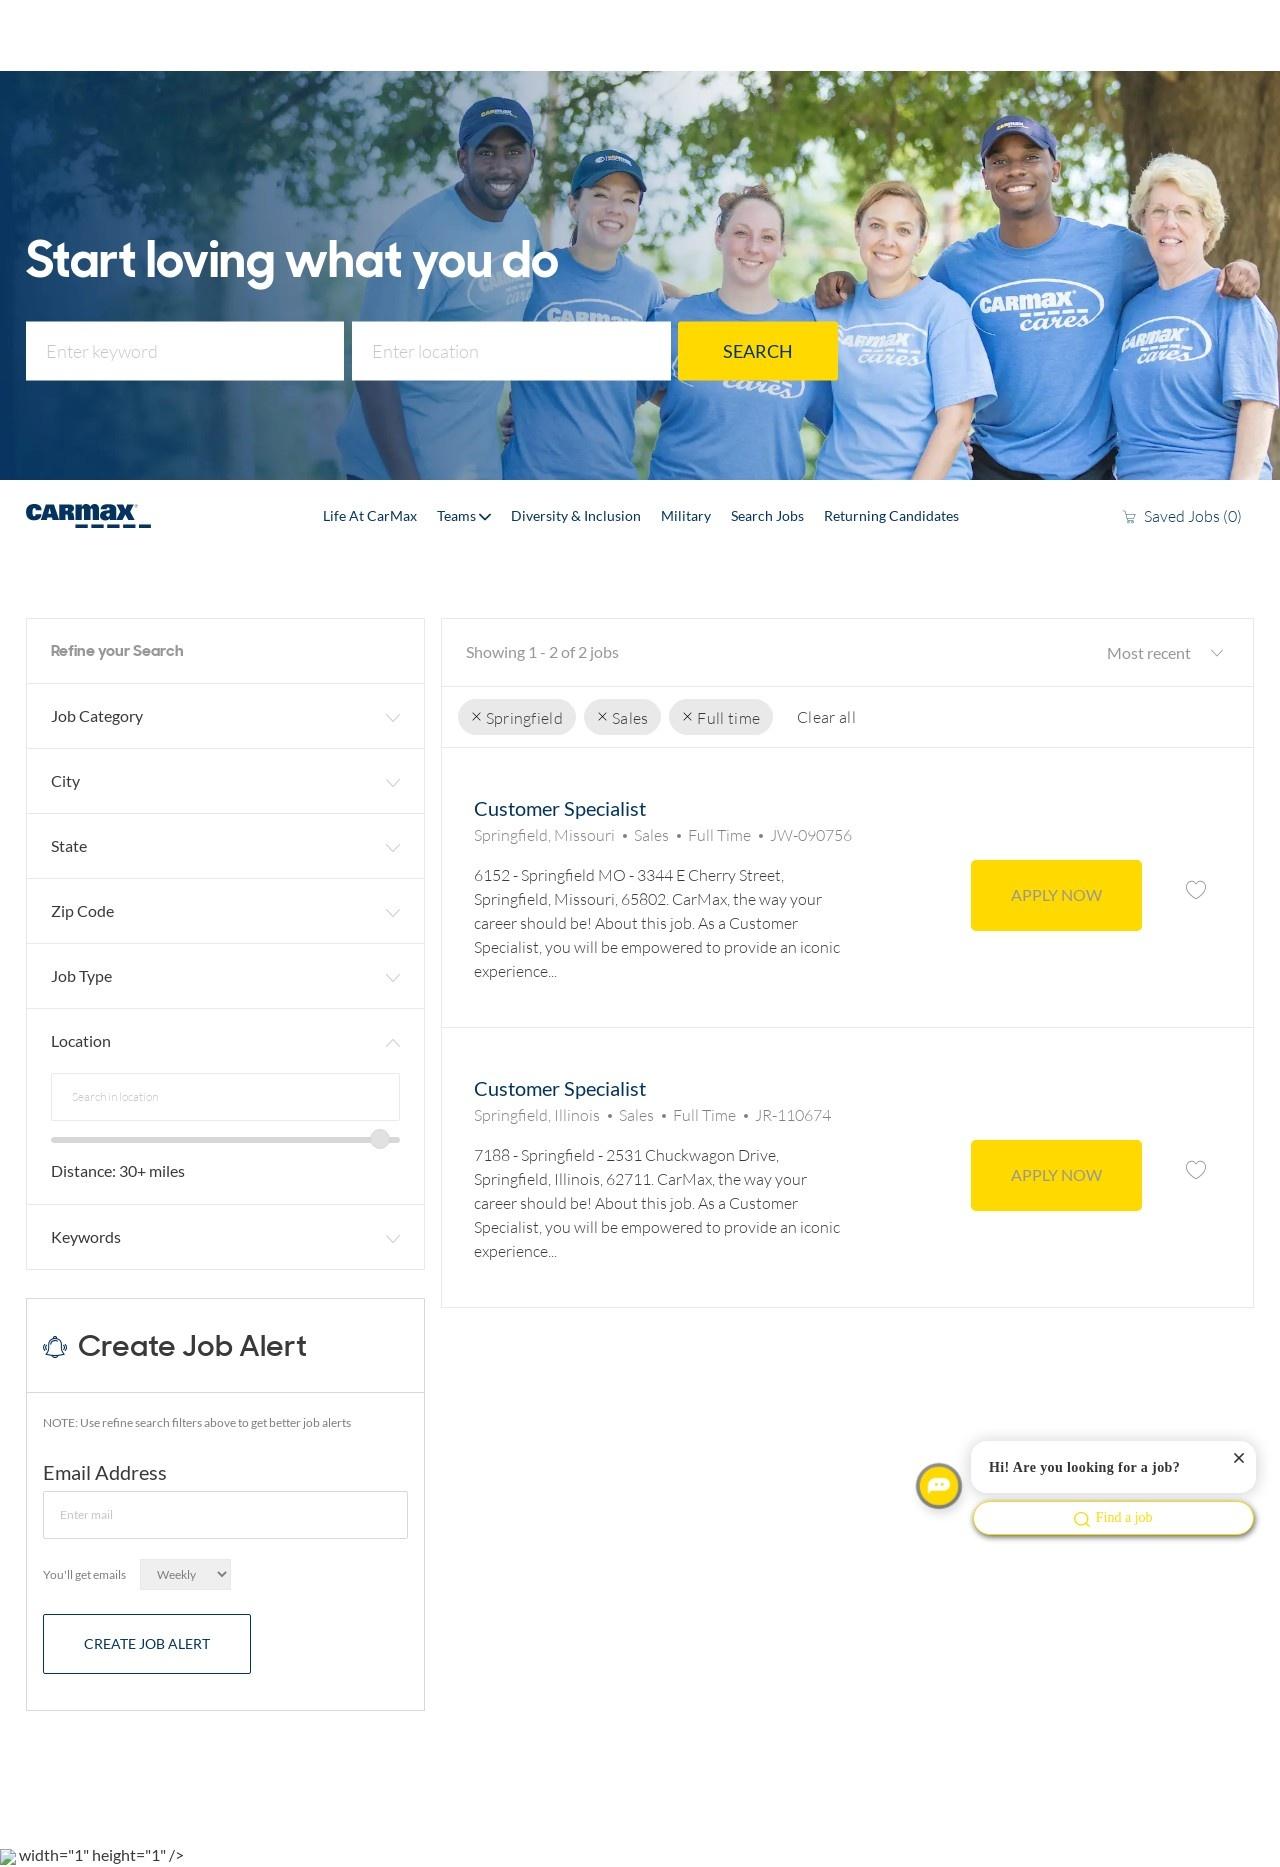 Start loving what you do
Enter keyword
Enter location
SEARCH
CARMAX
CARMAX
CARMAX
cares
CARMAX
cares
CARMAX
cares
cares
CARMAX
Life At CarMax
Teams
Diversity & Inclusion
Military
Search Jobs
Returning Candidates
Saved Jobs (0)
Refine your Search
Job Category
City
State
Zip Code
Job Type
Location
Search in location
Distance: 30+ miles
Keywords
Showing 1 - 2 of 2 jobs
Most recent
Springfield
Sales
Full time
Clear all
Customer Specialist
Springfield, Missouri • Sales • Full Time • JW-090756
6152 - Springfield MO - 3344 E Cherry Street,
Springfield, Missouri, 65802. CarMax, the way your
career should be! About this job. As a Customer
Specialist, you will be empowered to provide an iconic
experience...
APPLY NOW
Customer Specialist
Springfield, Illinois • Sales • Full Time • JR-110674
7188 - Springfield - 2531 Chuckwagon Drive,
Springfield, Illinois, 62711. CarMax, the way your
career should be! About this job. As a Customer
Specialist, you will be empowered to provide an iconic
experience...
APPLY NOW
Create Job Alert
NOTE: Use refine search filters above to get better job alerts
Email Address
Enter mail
You'll get emails
Weekly
CREATE JOB ALERT
Hi! Are you looking for a job?
Find a job
width="1" height="1" />